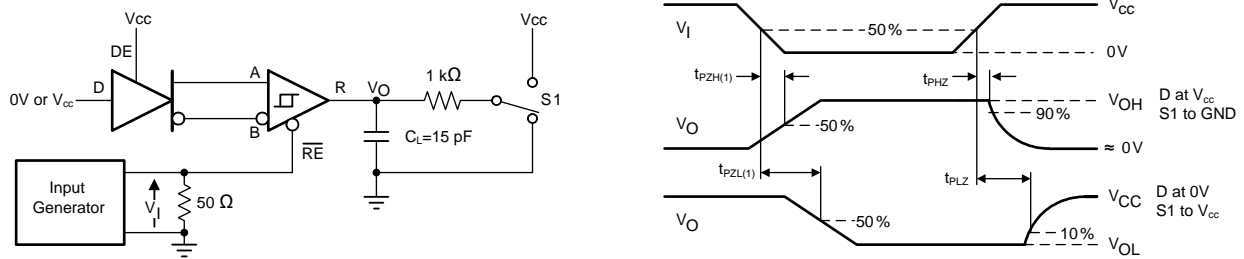 Vcc
DE
D
0V or Vcc
A
B
R
VO
1 kΩ
Vcc
S1
CL=15 pF
RE
Input
Generator
VI
50 Ω
VI
50%
Vcc
0V
tPZH(1)
tPHZ
VO
50%
VOH
90%
≈ 0V
D at Vcc
S1 to GND
tPZL(1)
tPLZ
VO
50%
VCC
10%
VOL
D at 0V
S1 to Vcc